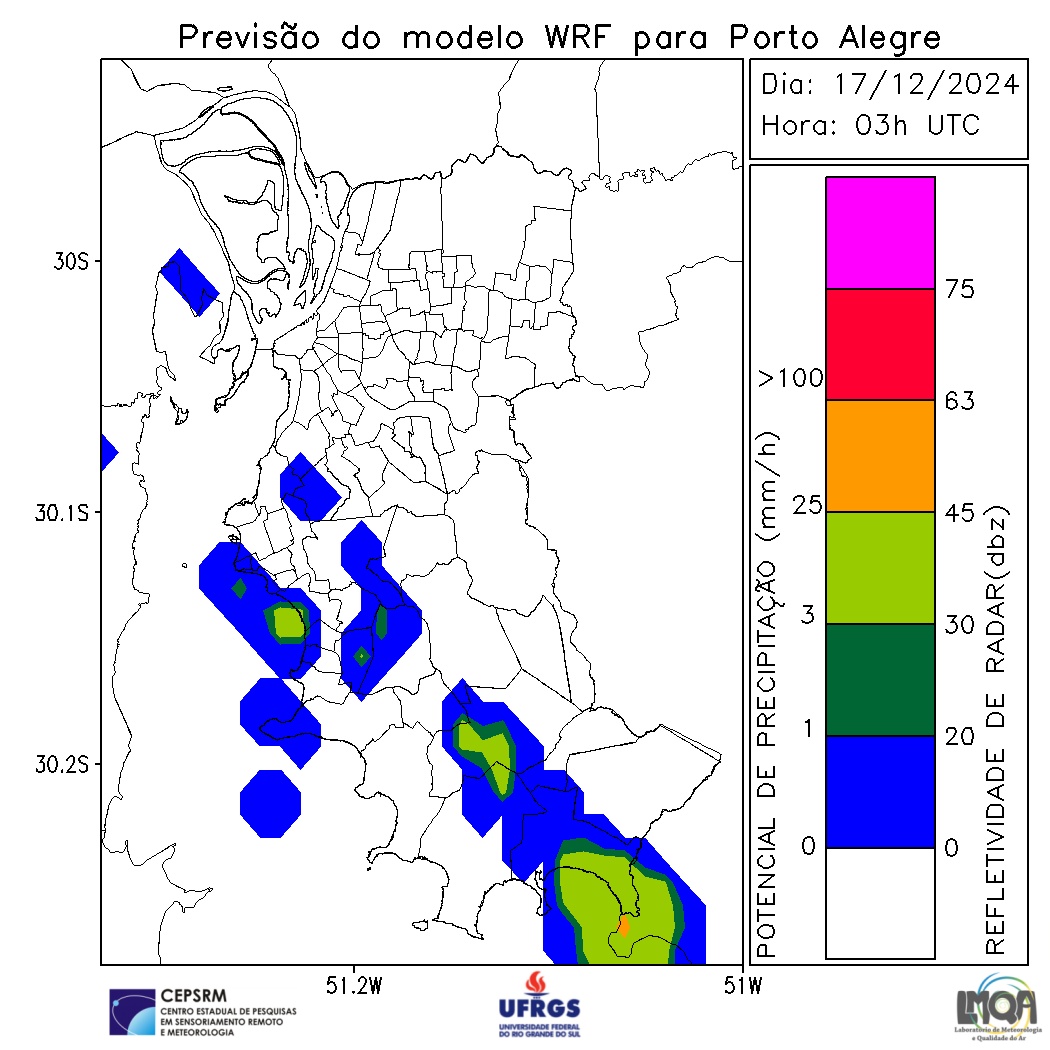 Previsão do modelo WRF para Porto Alegre
Dia: 17/12/2024
Hora: 03h UTC
30S
30.1S
30.2S
51.2W
51W
POTENCIAL DE PRECIPITAÇÃO (mm/h)
>100
25
3
1
0
75
63
45
30
20
0
REFLETIVIDADE DE RADAR(dbz)
CEPSRM
CENTRO ESTADUAL DE PESQUISAS
EM SENSORIAMENTO REMOTO
E METEOROLOGIA
UFRGS
UNIVERSIDADE FEDERAL
DO RIO GRANDE DO SUL
LMQA
Laboratório de Meteorologia
e Qualidade do Ar